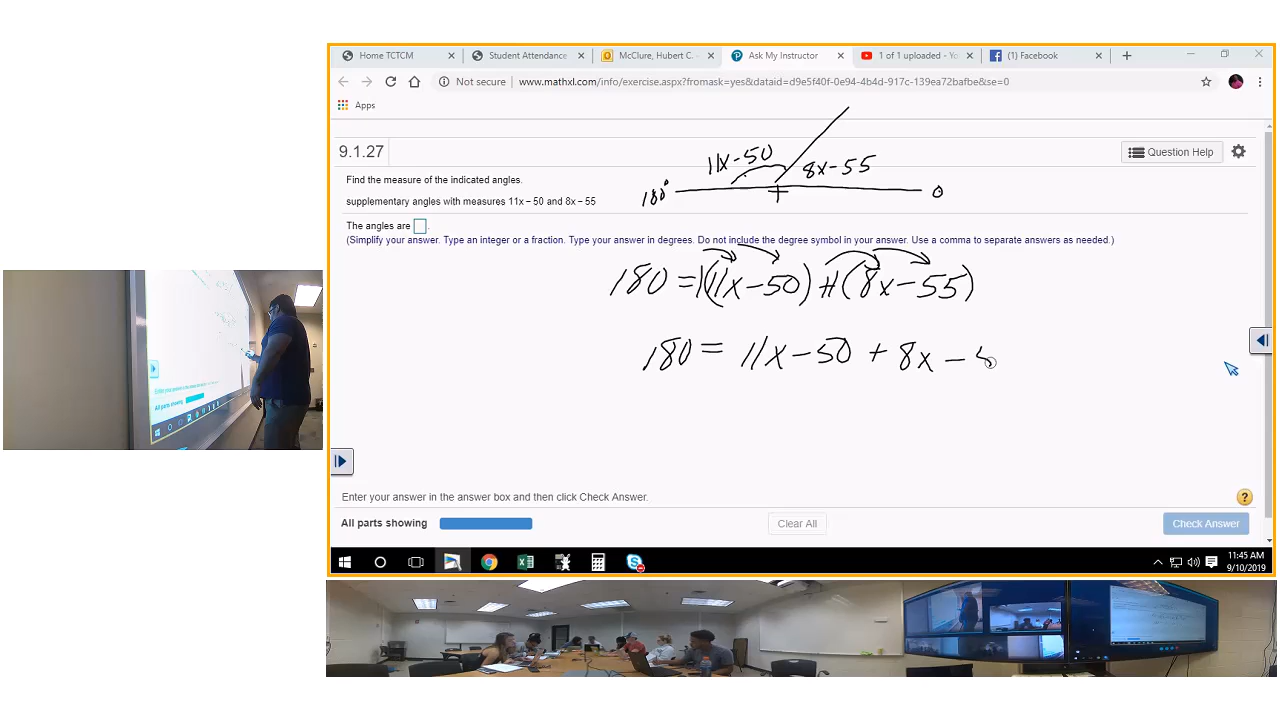 Home TCTCM
Student Attendance
McClure, Hubert C.
Ask My Instructor
1 of 1 uploaded - Yo
(1) Facebook
Not secure
www.mathxl.com/info/exercise.aspx?fromask=yes&dataid=d9e5f40f-0e94-4b4d-917c-139ea72bafbe&se=0
Apps
9.1.27
Question Help
Find the measure of the indicated angles.
supplementary angles with measures 11x – 50 and 8x – 55
11x-50
8x-55
180°
0
The angles are
.
(Simplify your answer. Type an integer or a fraction. Type your answer in degrees. Do not include the degree symbol in your answer. Use a comma to separate answers as needed.)
180 = 1(11x-50) + 1(8x-55)
180 = 11x - 50 + 8x - 5
Enter your answer in the answer box and then click Check Answer.
All parts showing
Clear All
Check Answer
?
11:45 AM
9/10/2019